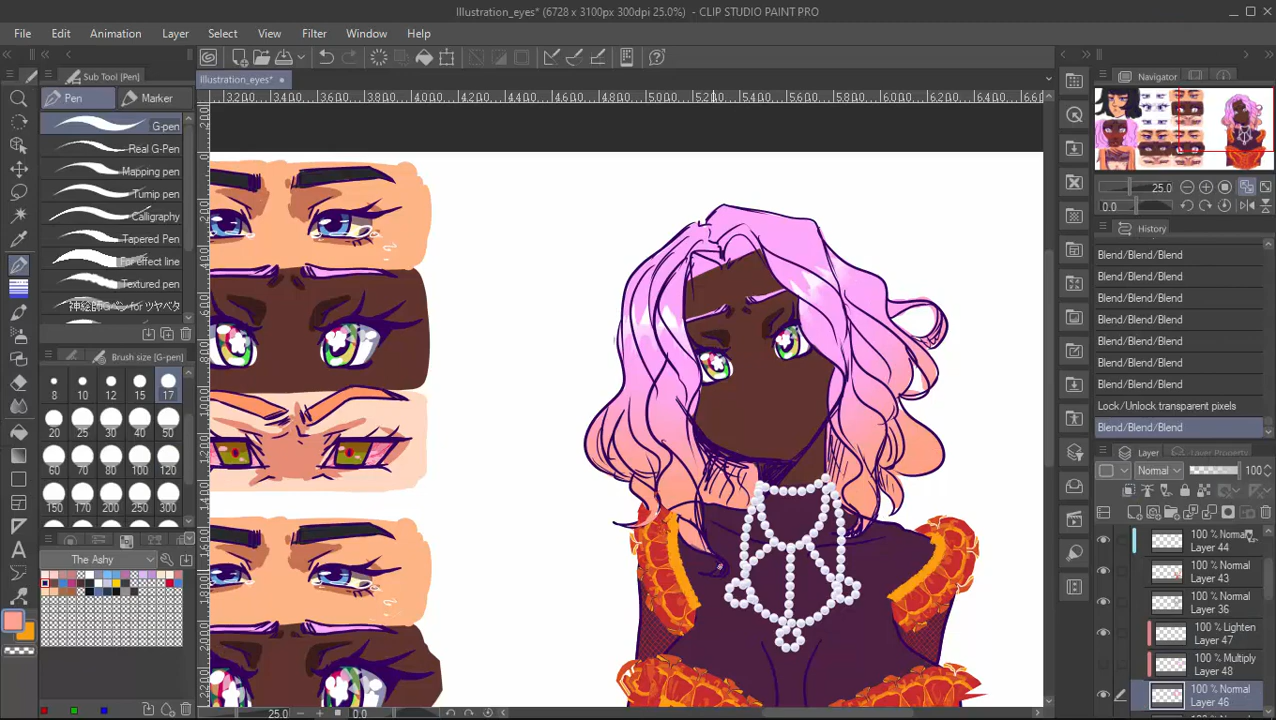 Illustration_eyes* (6728 x 3100px 300dpi 25.0%) - CLIP STUDIO PAINT PRO
File Edit Animation Layer Select View Filter Window Help
Sub Tool [Pen]
Pen Marker
G-pen
Real G-Pen
Mapping pen
Turnip pen
Calligraphy
Tapered Pen
For effect line
Textured pen
Brush size [G-pen]
8 10 12 15 17
20 25 30 40 50
60 70 80 100 120
150 170 200 250 300
The Ashy
Illustration_eyes*
3200 3400 3600 3800 4000 4200 4400 4600 4800 5000 5200 5400 5600 5800 6000 6200 6400
25.0 0.0
Navigator
25.0
0.0
History
Blend/Blend/Blend
Blend/Blend/Blend
Blend/Blend/Blend
Blend/Blend/Blend
Blend/Blend/Blend
Blend/Blend/Blend
Blend/Blend/Blend
Lock/Unlock transparent pixels
Blend/Blend/Blend
Layer Layer Property
Normal 100
100 % Normal
Layer 44
100 % Normal
Layer 43
100 % Normal
Layer 36
100 % Lighten
Layer 47
100 % Multiply
Layer 48
100 % Normal
Layer 46